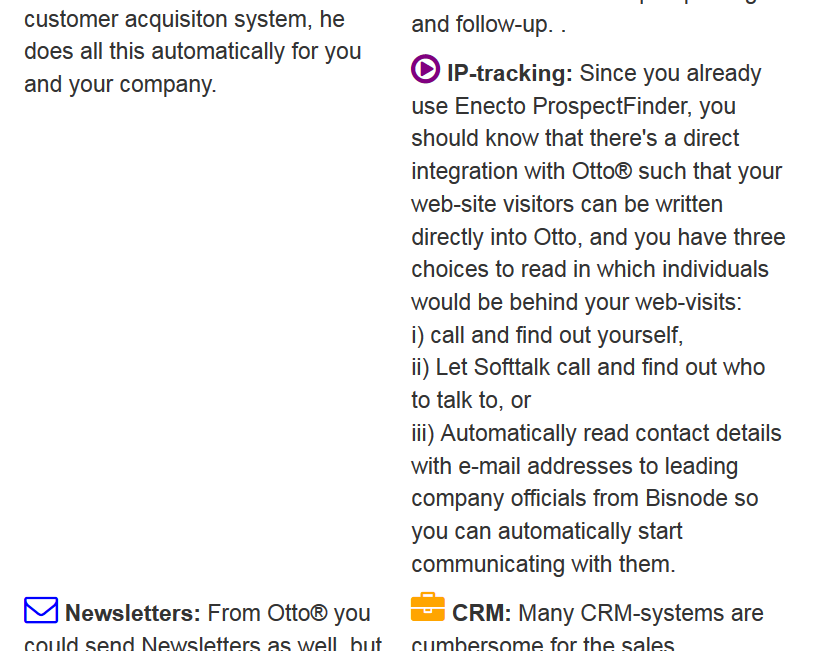 customer acquisiton system, he
does all this automatically for you
and your company.
and follow-up. .
IP-tracking: Since you already
use Enecto ProspectFinder, you
should know that there's a direct
integration with Otto® such that your
web-site visitors can be written
directly into Otto, and you have three
choices to read in which individuals
would be behind your web-visits:
i) call and find out yourself,
ii) Let Softtalk call and find out who
to talk to, or
iii) Automatically read contact details
with e-mail addresses to leading
company officials from Bisnode so
you can automatically start
communicating with them.
Newsletters: From Otto® you
could send Newsletters as well, but
CRM: Many CRM-systems are
cumbersome for the sales